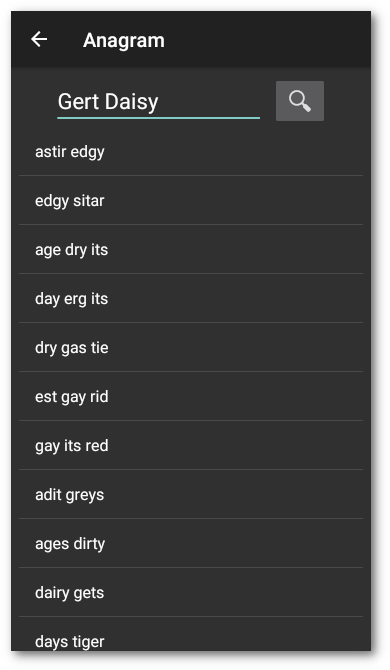 Anagram
Gert Daisy
astir edgy
edgy sitar
age dry its
day erg its
dry gas tie
est gay rid
gay its red
adit greys
ages dirty
dairy gets
days tiger